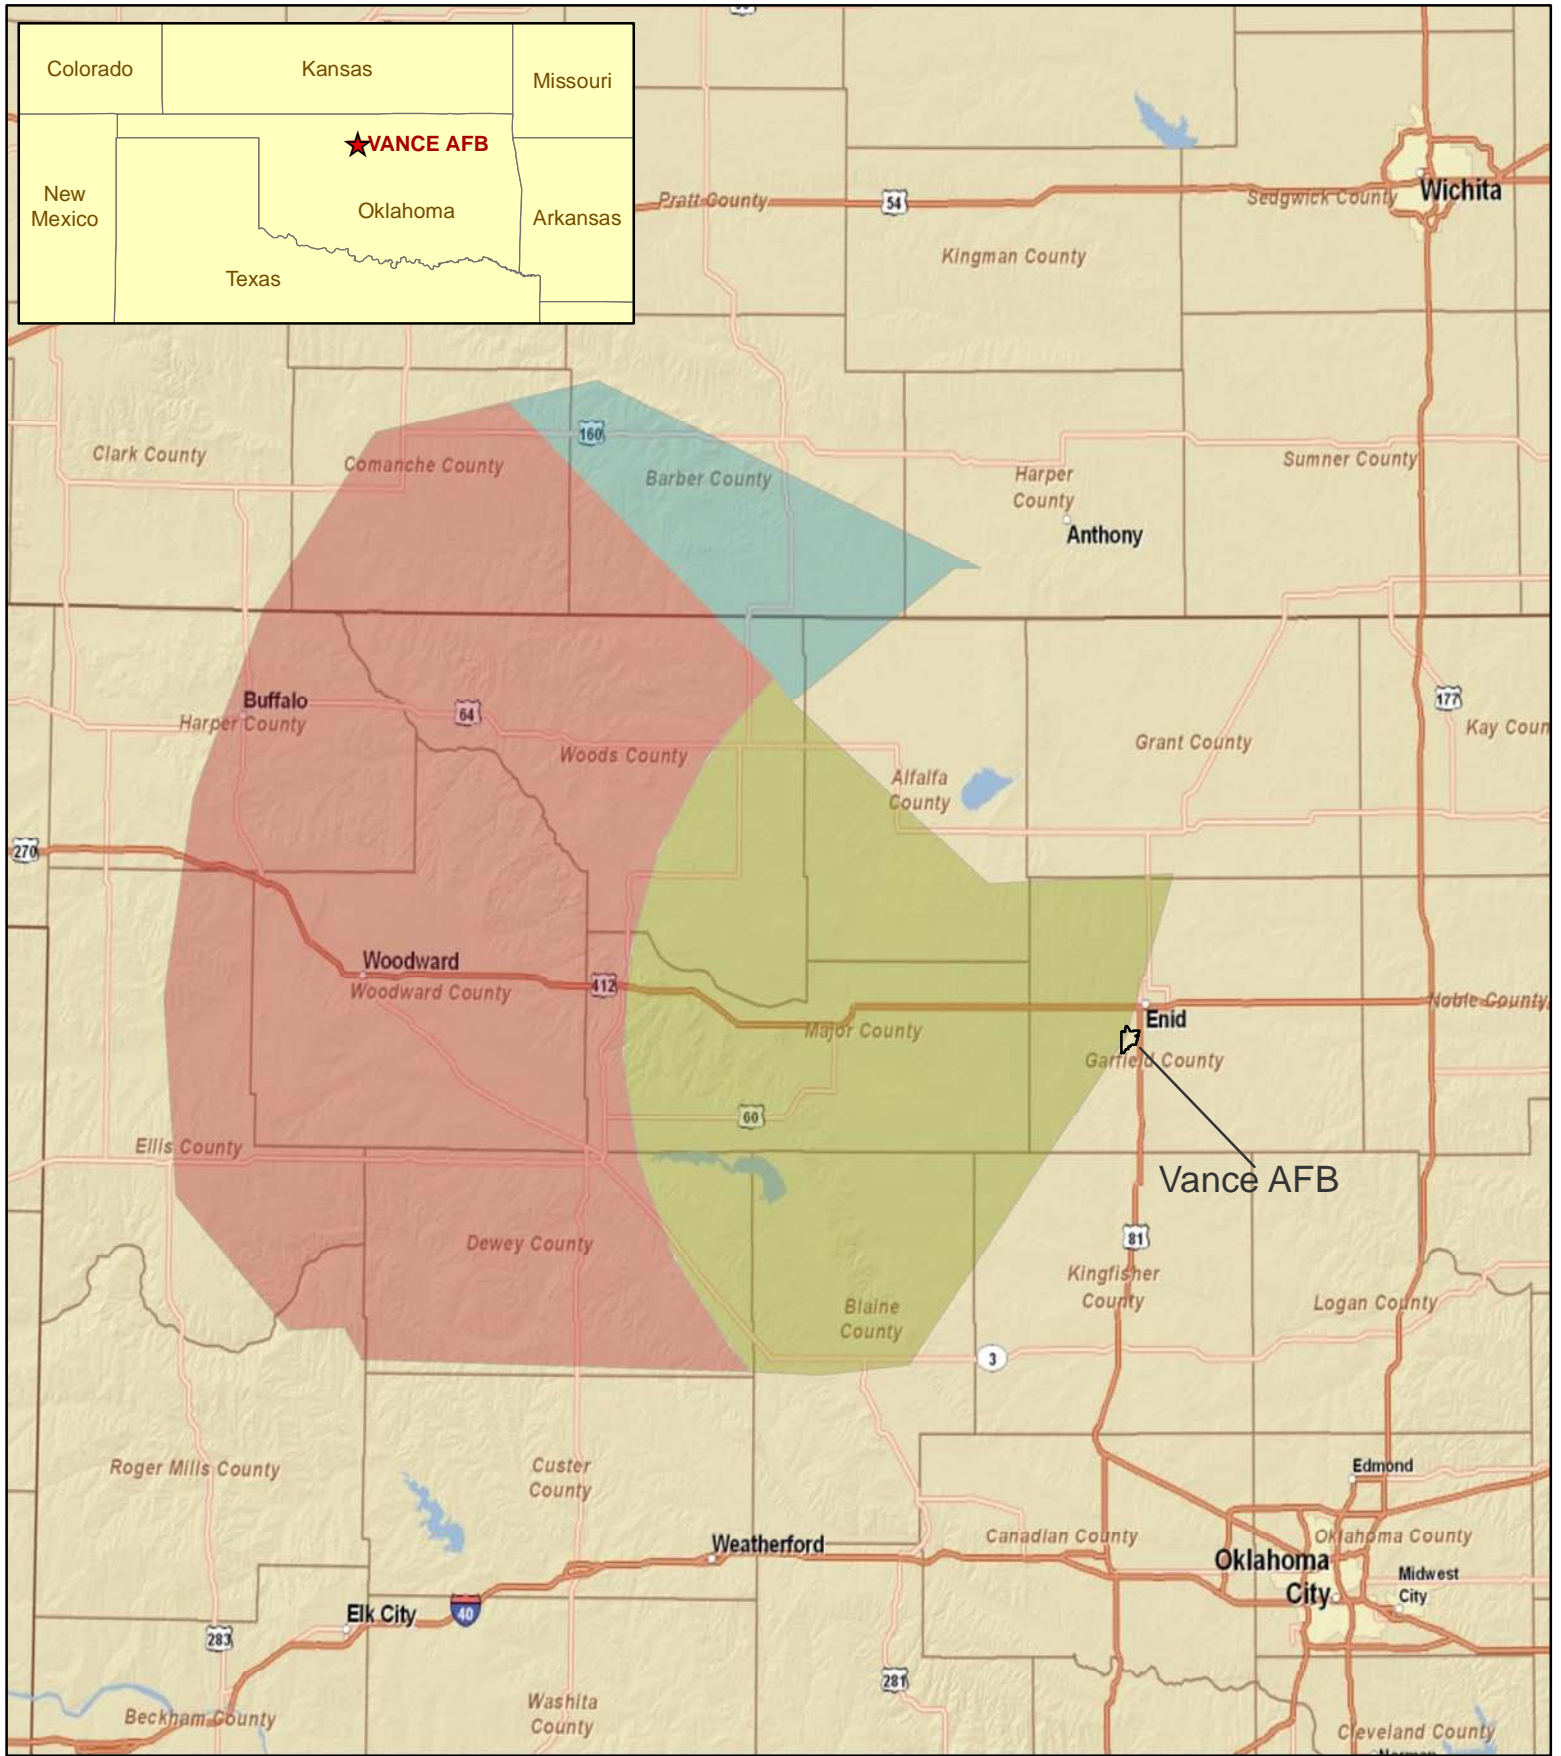 Colorado
Kansas
Missouri
VANCE AFB
New
Mexico
Oklahoma
Arkansas
Texas
Pratt County
54
Sedgwick County
Wichita
Kingman County
160
Clark County
Comanche County
Barber County
Harper
County
Sumner County
Anthony
Buffalo
Harper County
64
Woods County
177
Kay Coun
Grant County
Alfalfa
County
270
Woodward
Woodward County
412
Noble County
Enid
Major County
Garfield County
60
Ellis County
Vance AFB
Dewey County
81
Kingfisher
County
Blaine
County
Logan County
3
Roger Mills County
Custer
County
Edmond
Weatherford
Canadian County
Oklahoma County
Oklahoma
City
Midwest
City
Elk City
40
283
281
Beckham County
Washita
County
Cleveland County